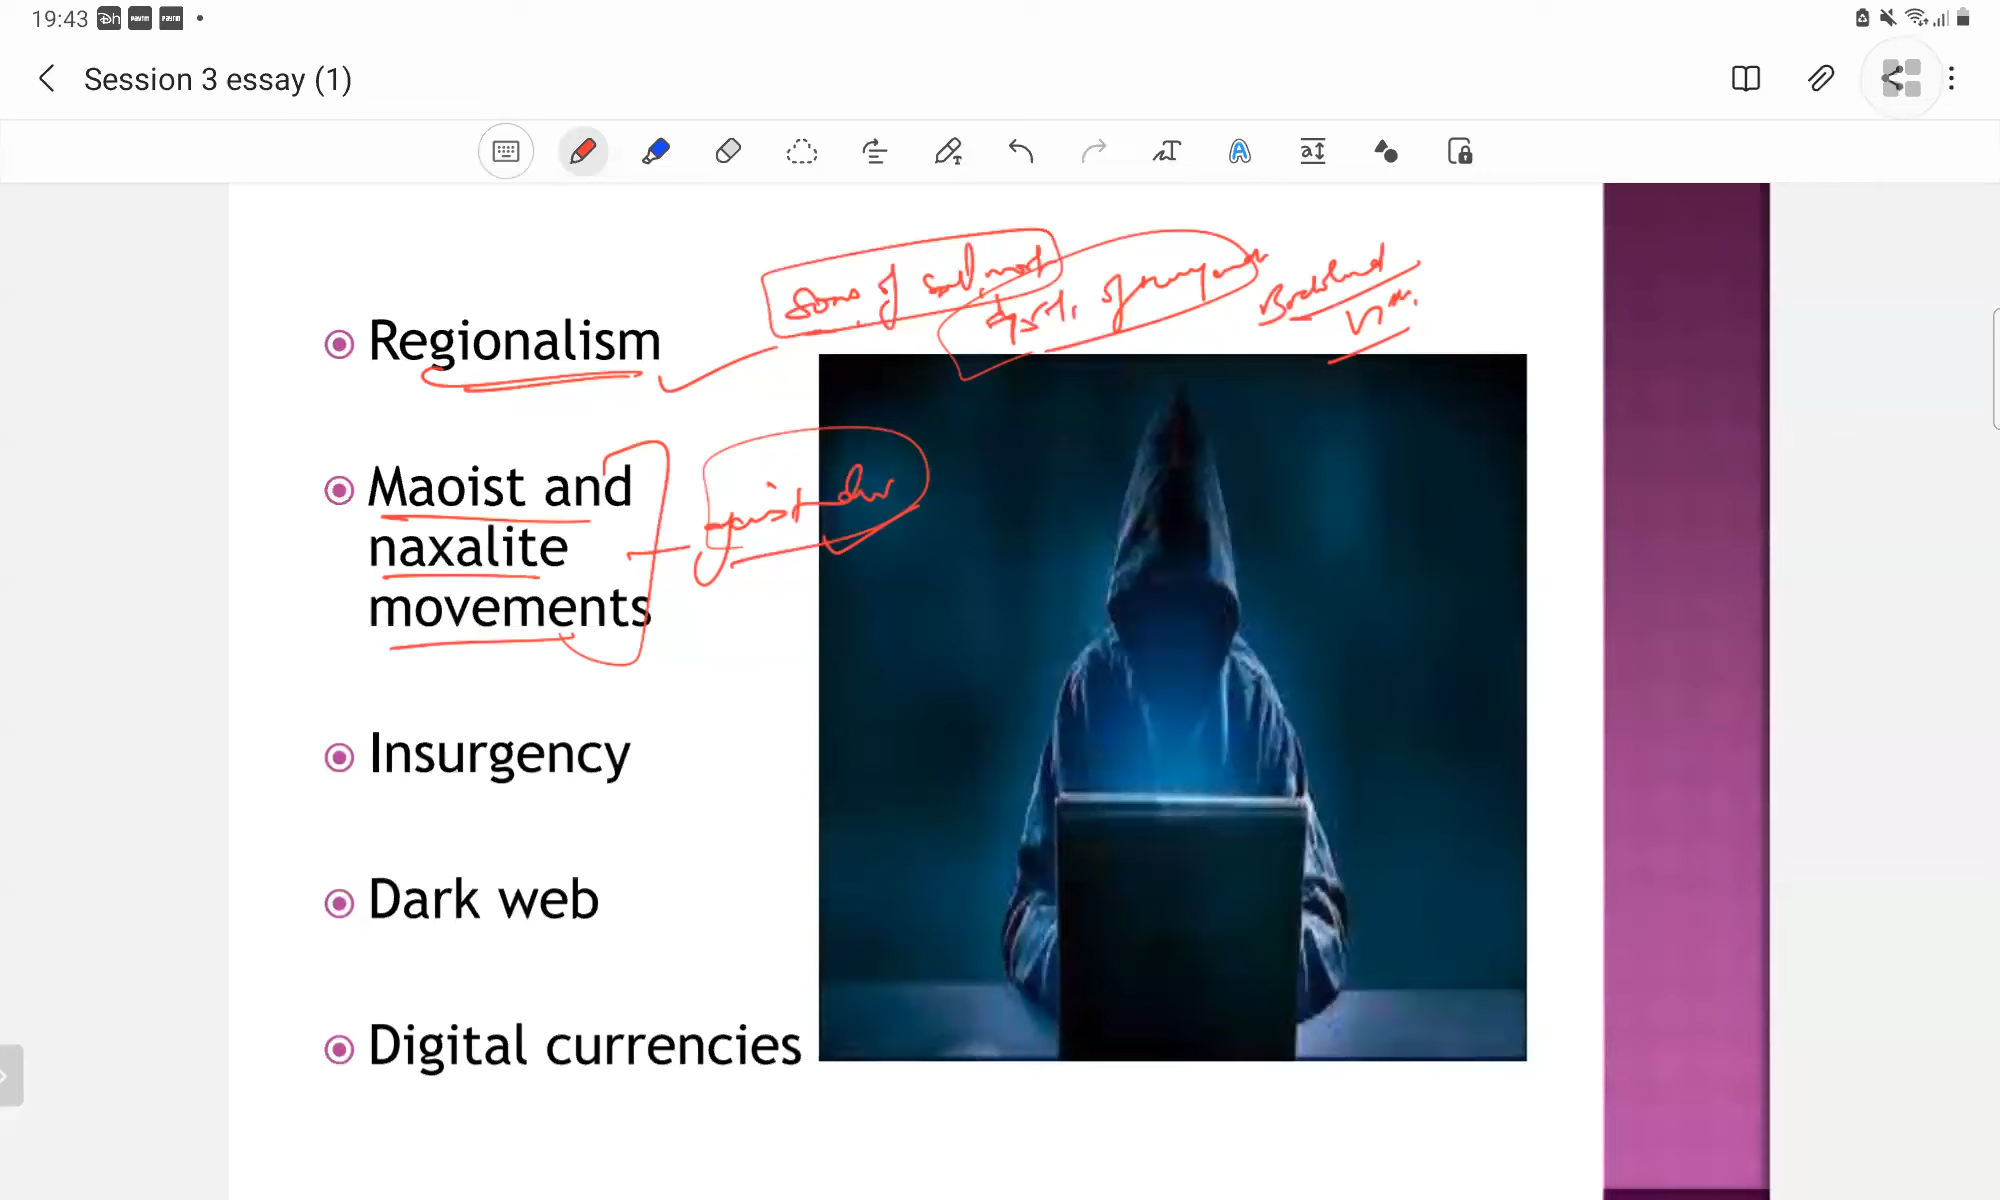 19:43
Session 3 essay (1)
sons of soil
Bodoland
Regionalism
Maoist and
naxalite
movements
Insurgency
Dark web
Digital currencies